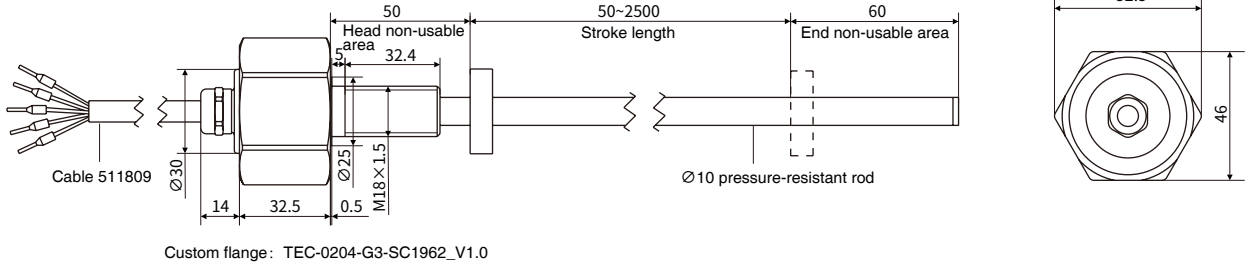 50
50~2500
60
Head non-usable
area
Stroke length
End non-usable area
5
32.4
46
Cable 511809
Ø30
Ø25
M18×1.5
Ø10 pressure-resistant rod
14
32.5
0.5
Custom flange: TEC-0204-G3-SC1962_V1.0